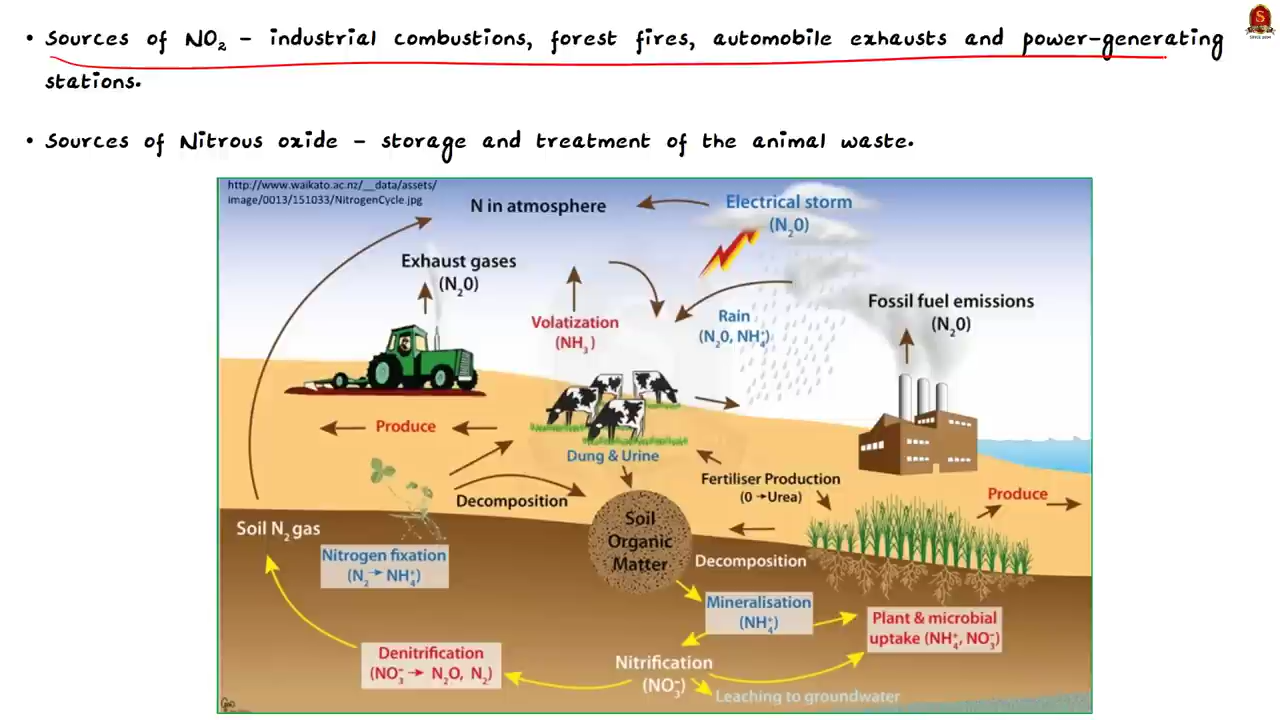 • Sources of NO₂ – industrial combustions, forest fires, automobile exhausts and power-generating
stations.
• Sources of Nitrous oxide – storage and treatment of the animal waste.
http://www.waikato.ac.nz/__data/assets/
image/0013/151033/NitrogenCycle.jpg
N in atmosphere
Electrical storm
(N₂0)
Exhaust gases
(N₂0)
Fossil fuel emissions
(N₂0)
Volatization
(NH₃)
Rain
(N₂0, NH₄⁺)
Produce
Dung & Urine
Decomposition
Fertiliser Production
(0 → Urea)
Produce
Soil N₂ gas
Soil
Organic
Matter
Nitrogen fixation
(N₂ → NH₄⁺)
Decomposition
Mineralisation
(NH₄⁺)
Plant & microbial
uptake (NH₄⁺, NO₃⁻)
Denitrification
(NO₃⁻ → N₂O, N₂)
Nitrification
(NO₃⁻)
Leaching to groundwater